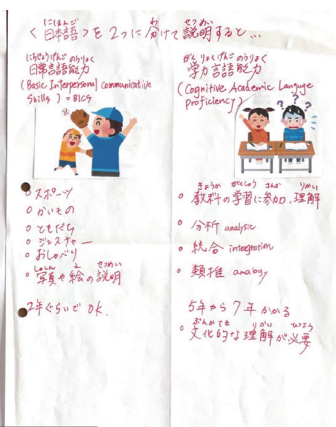 <日本語>を2つに分けて説明すると…
にほんご わ せつめい
にちじょうげんごのうりょく
日常言語能力
(Basic Interpersonal Communicative
Skills) = BICS
スポーツ
かいもの
ともだち
ジェスチャー
おしゃべり
しゃしん え せつめい
写真や絵の説明
2年ぐらいでOK.
がくりょくげんごのうりょく
学力言語能力
(Cognitive Academic Languge
Proficiency)
きょうか がくしゅう さんか りかい
教科の学習に参加,理解
分析 analysis
統合 integration
類推 analogy
5年から7年かかる
ぶんかてき りかい ひつよう
文化的な理解が必要